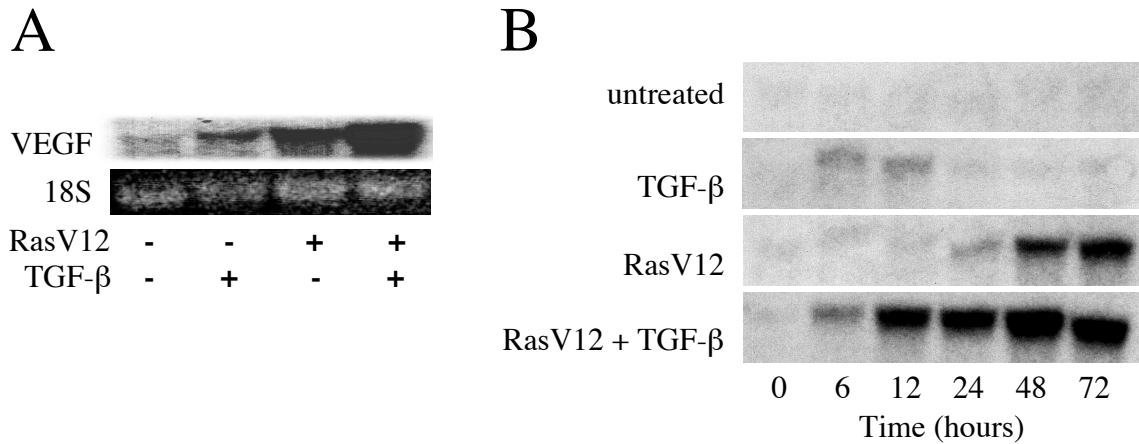 A
VEGF
18S
RasV12 - - + +
TGF-β - + - +
B
untreated
TGF-β
RasV12
RasV12 + TGF-β
0 6 12 24 48 72
Time (hours)